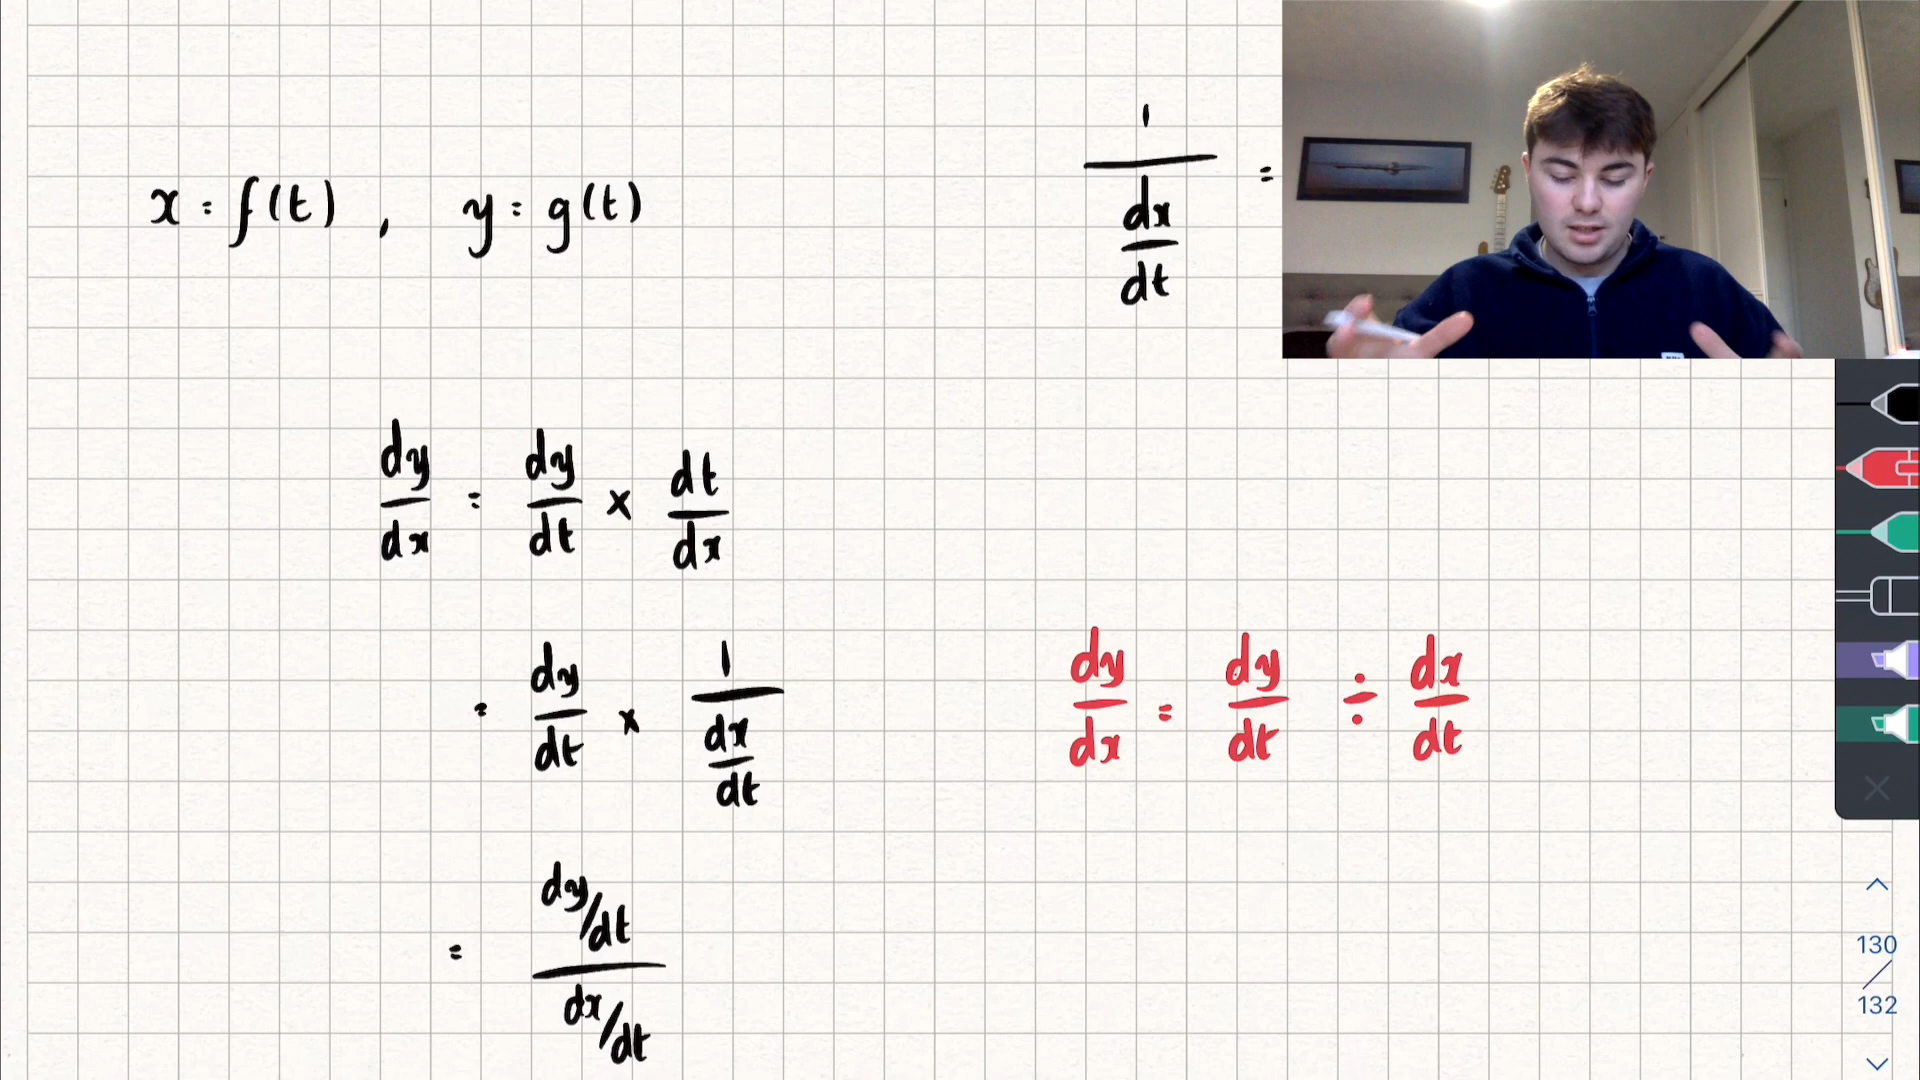 x = f(t) , y = g(t)
1/(dx/dt) =
dy/dx = dy/dt × dt/dx
= dy/dt × 1/(dx/dt)
dy/dx = dy/dt ÷ dx/dt
= (dy/dt)/(dx/dt)
130/132